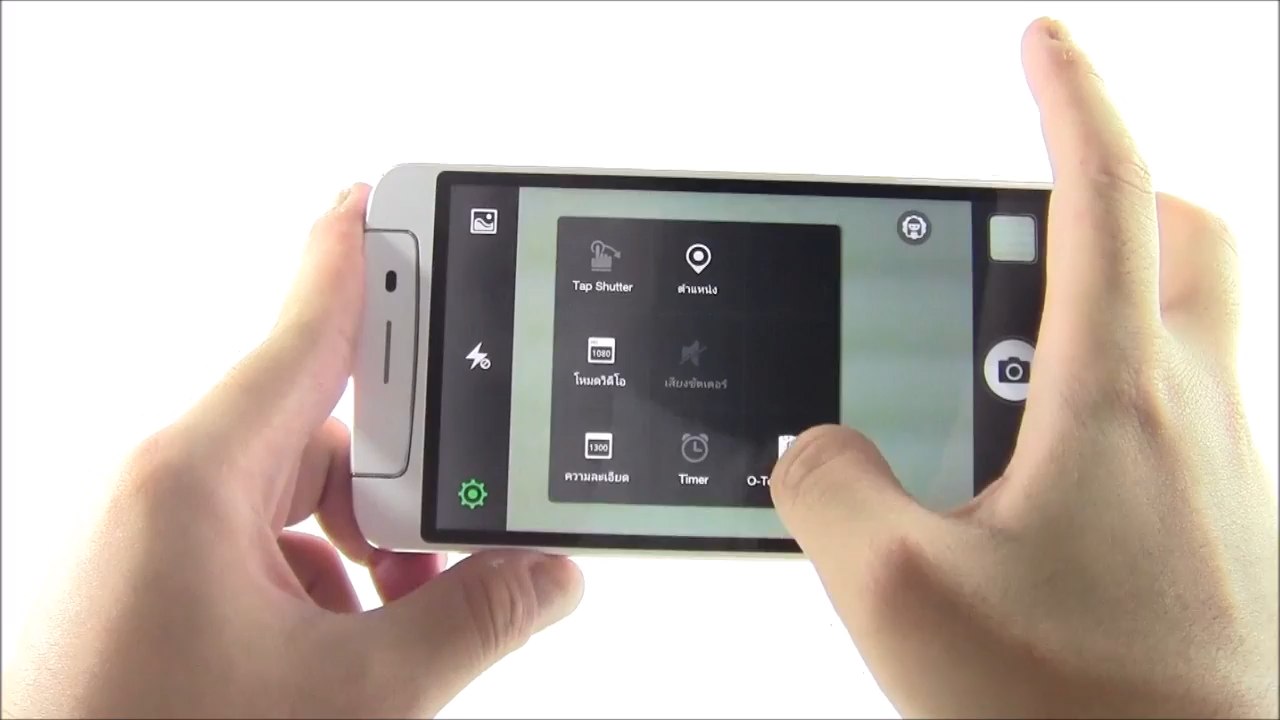 Tap Shutter
ตำแหน่ง
1080
โหมดวิดีโอ
เสียงชัตเตอร์
1300
ความละเอียด
Timer